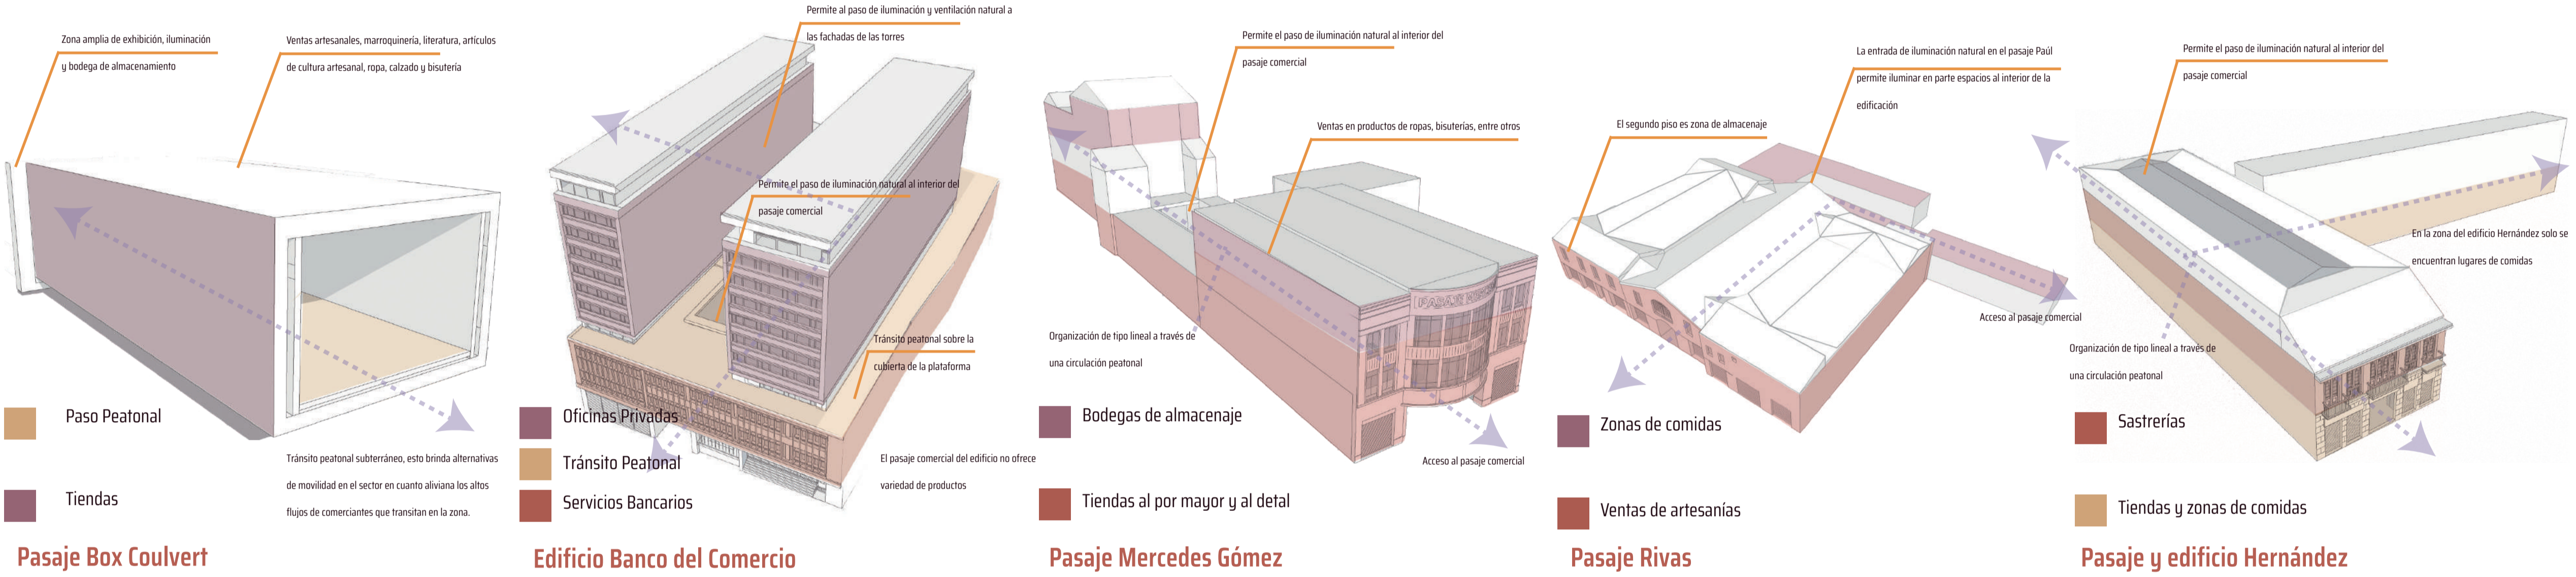 Zona amplia de exhibición, iluminación
y bodega de almacenamiento
Ventas artesanales, marroquinería, literatura, artículos
de cultura artesanal, ropa, calzado y bisutería
Paso Peatonal
Tiendas
Tránsito peatonal subterráneo, esto brinda alternativas
de movilidad en el sector en cuanto aliviana los altos
flujos de comerciantes que transitan en la zona.
Pasaje Box Coulvert
Permite al paso de iluminación y ventilación natural a
las fachadas de las torres
Permite el paso de iluminación natural al interior del
pasaje comercial
Tránsito peatonal sobre la
cubierta de la plataforma
Oficinas Privadas
Tránsito Peatonal
Servicios Bancarios
El pasaje comercial del edificio no ofrece
variedad de productos
Edificio Banco del Comercio
Permite el paso de iluminación natural al interior del
pasaje comercial
Ventas en productos de ropas, bisuterías, entre otros
PASAJE
Organización de tipo lineal a través de
una circulación peatonal
Bodegas de almacenaje
Tiendas al por mayor y al detal
Acceso al pasaje comercial
Pasaje Mercedes Gómez
La entrada de iluminación natural en el pasaje Paúl
permite iluminar en parte espacios al interior de la
edificación
El segundo piso es zona de almacenaje
Acceso al pasaje comercial
Zonas de comidas
Ventas de artesanías
Pasaje Rivas
Permite el paso de iluminación natural al interior del
pasaje comercial
En la zona del edificio Hernández solo se
encuentran lugares de comidas
Organización de tipo lineal a través de
una circulación peatonal
Sastrerías
Tiendas y zonas de comidas
Pasaje y edificio Hernández